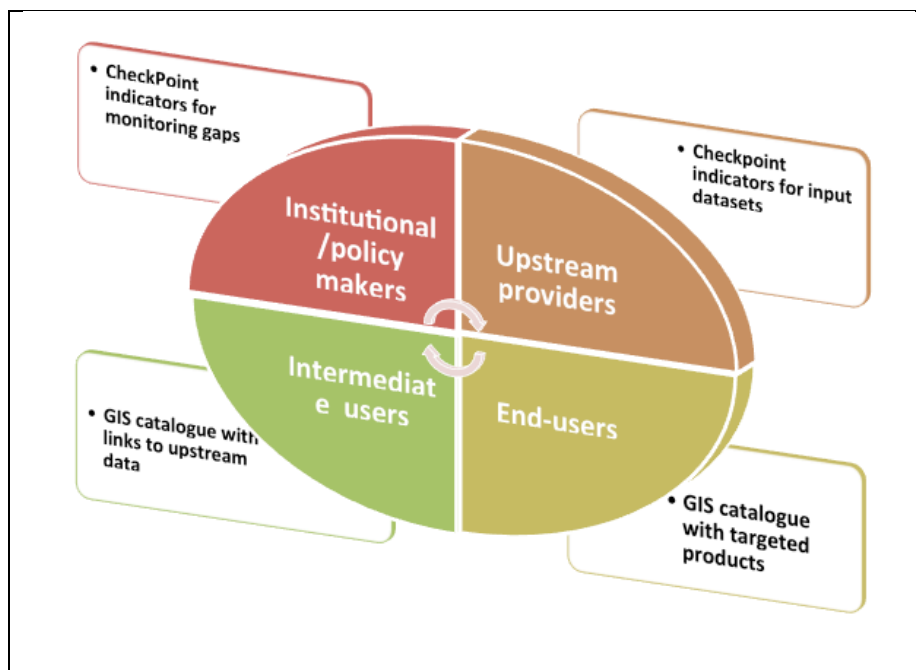 • CheckPoint
indicators for
monitoring gaps
• Checkpoint
indicators for input
datasets
Institutional
/policy
makers
Upstream
providers
Intermediat
e users
End-users
• GIS catalogue with
links to upstream
data
• GIS catalogue
with targeted
products